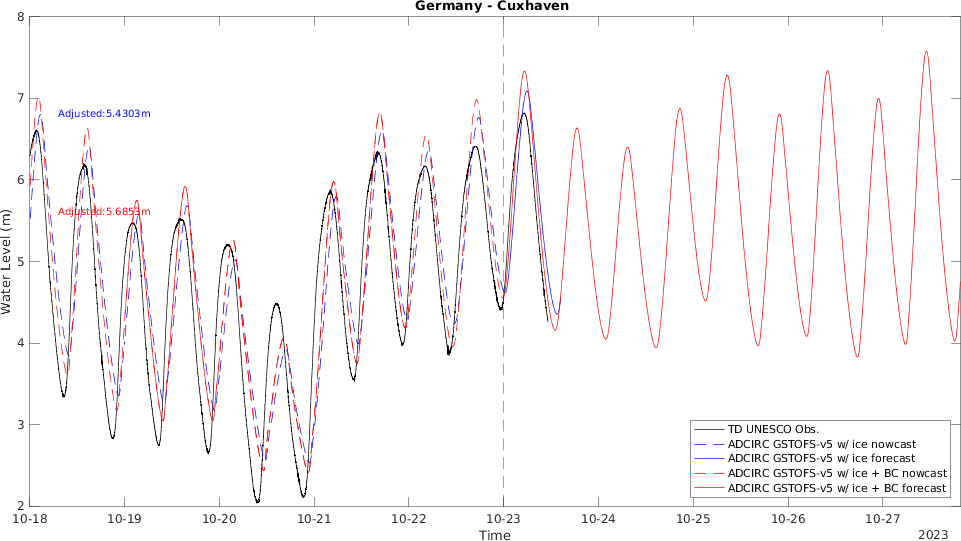 Germany - Cuxhaven
8
7
6
5
4
3
2
Water Level (m)
Adjusted:5.4303m
Adjusted:5.6853m
TD UNESCO Obs.
ADCIRC GSTOFS-v5 w/ ice nowcast
ADCIRC GSTOFS-v5 w/ ice forecast
ADCIRC GSTOFS-v5 w/ ice + BC nowcast
ADCIRC GSTOFS-v5 w/ ice + BC forecast
10-18 10-19 10-20 10-21 10-22 10-23 10-24 10-25 10-26 10-27
Time
2023